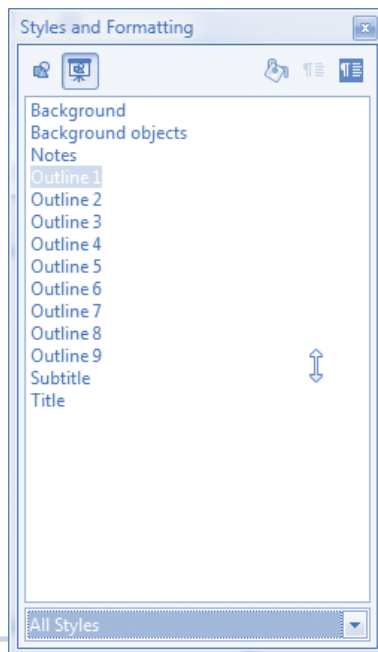 Styles and Formatting
Background
Background objects
Notes
Outline 1
Outline 2
Outline 3
Outline 4
Outline 5
Outline 6
Outline 7
Outline 8
Outline 9
Subtitle
Title
All Styles